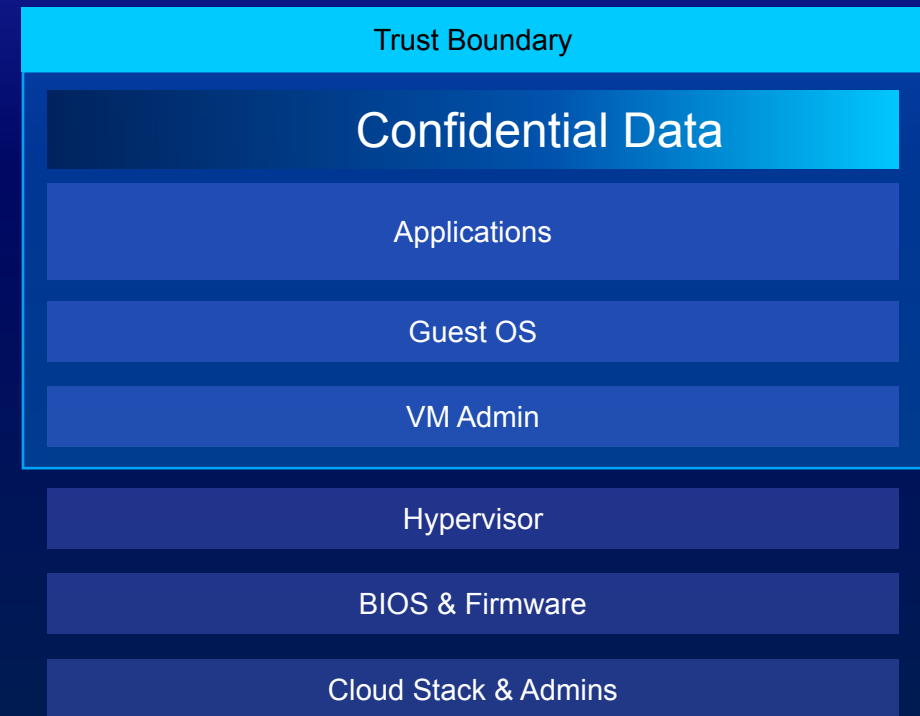 Trust Boundary
Confidential Data
Applications
Guest OS
VM Admin
Hypervisor
BIOS & Firmware
Cloud Stack & Admins